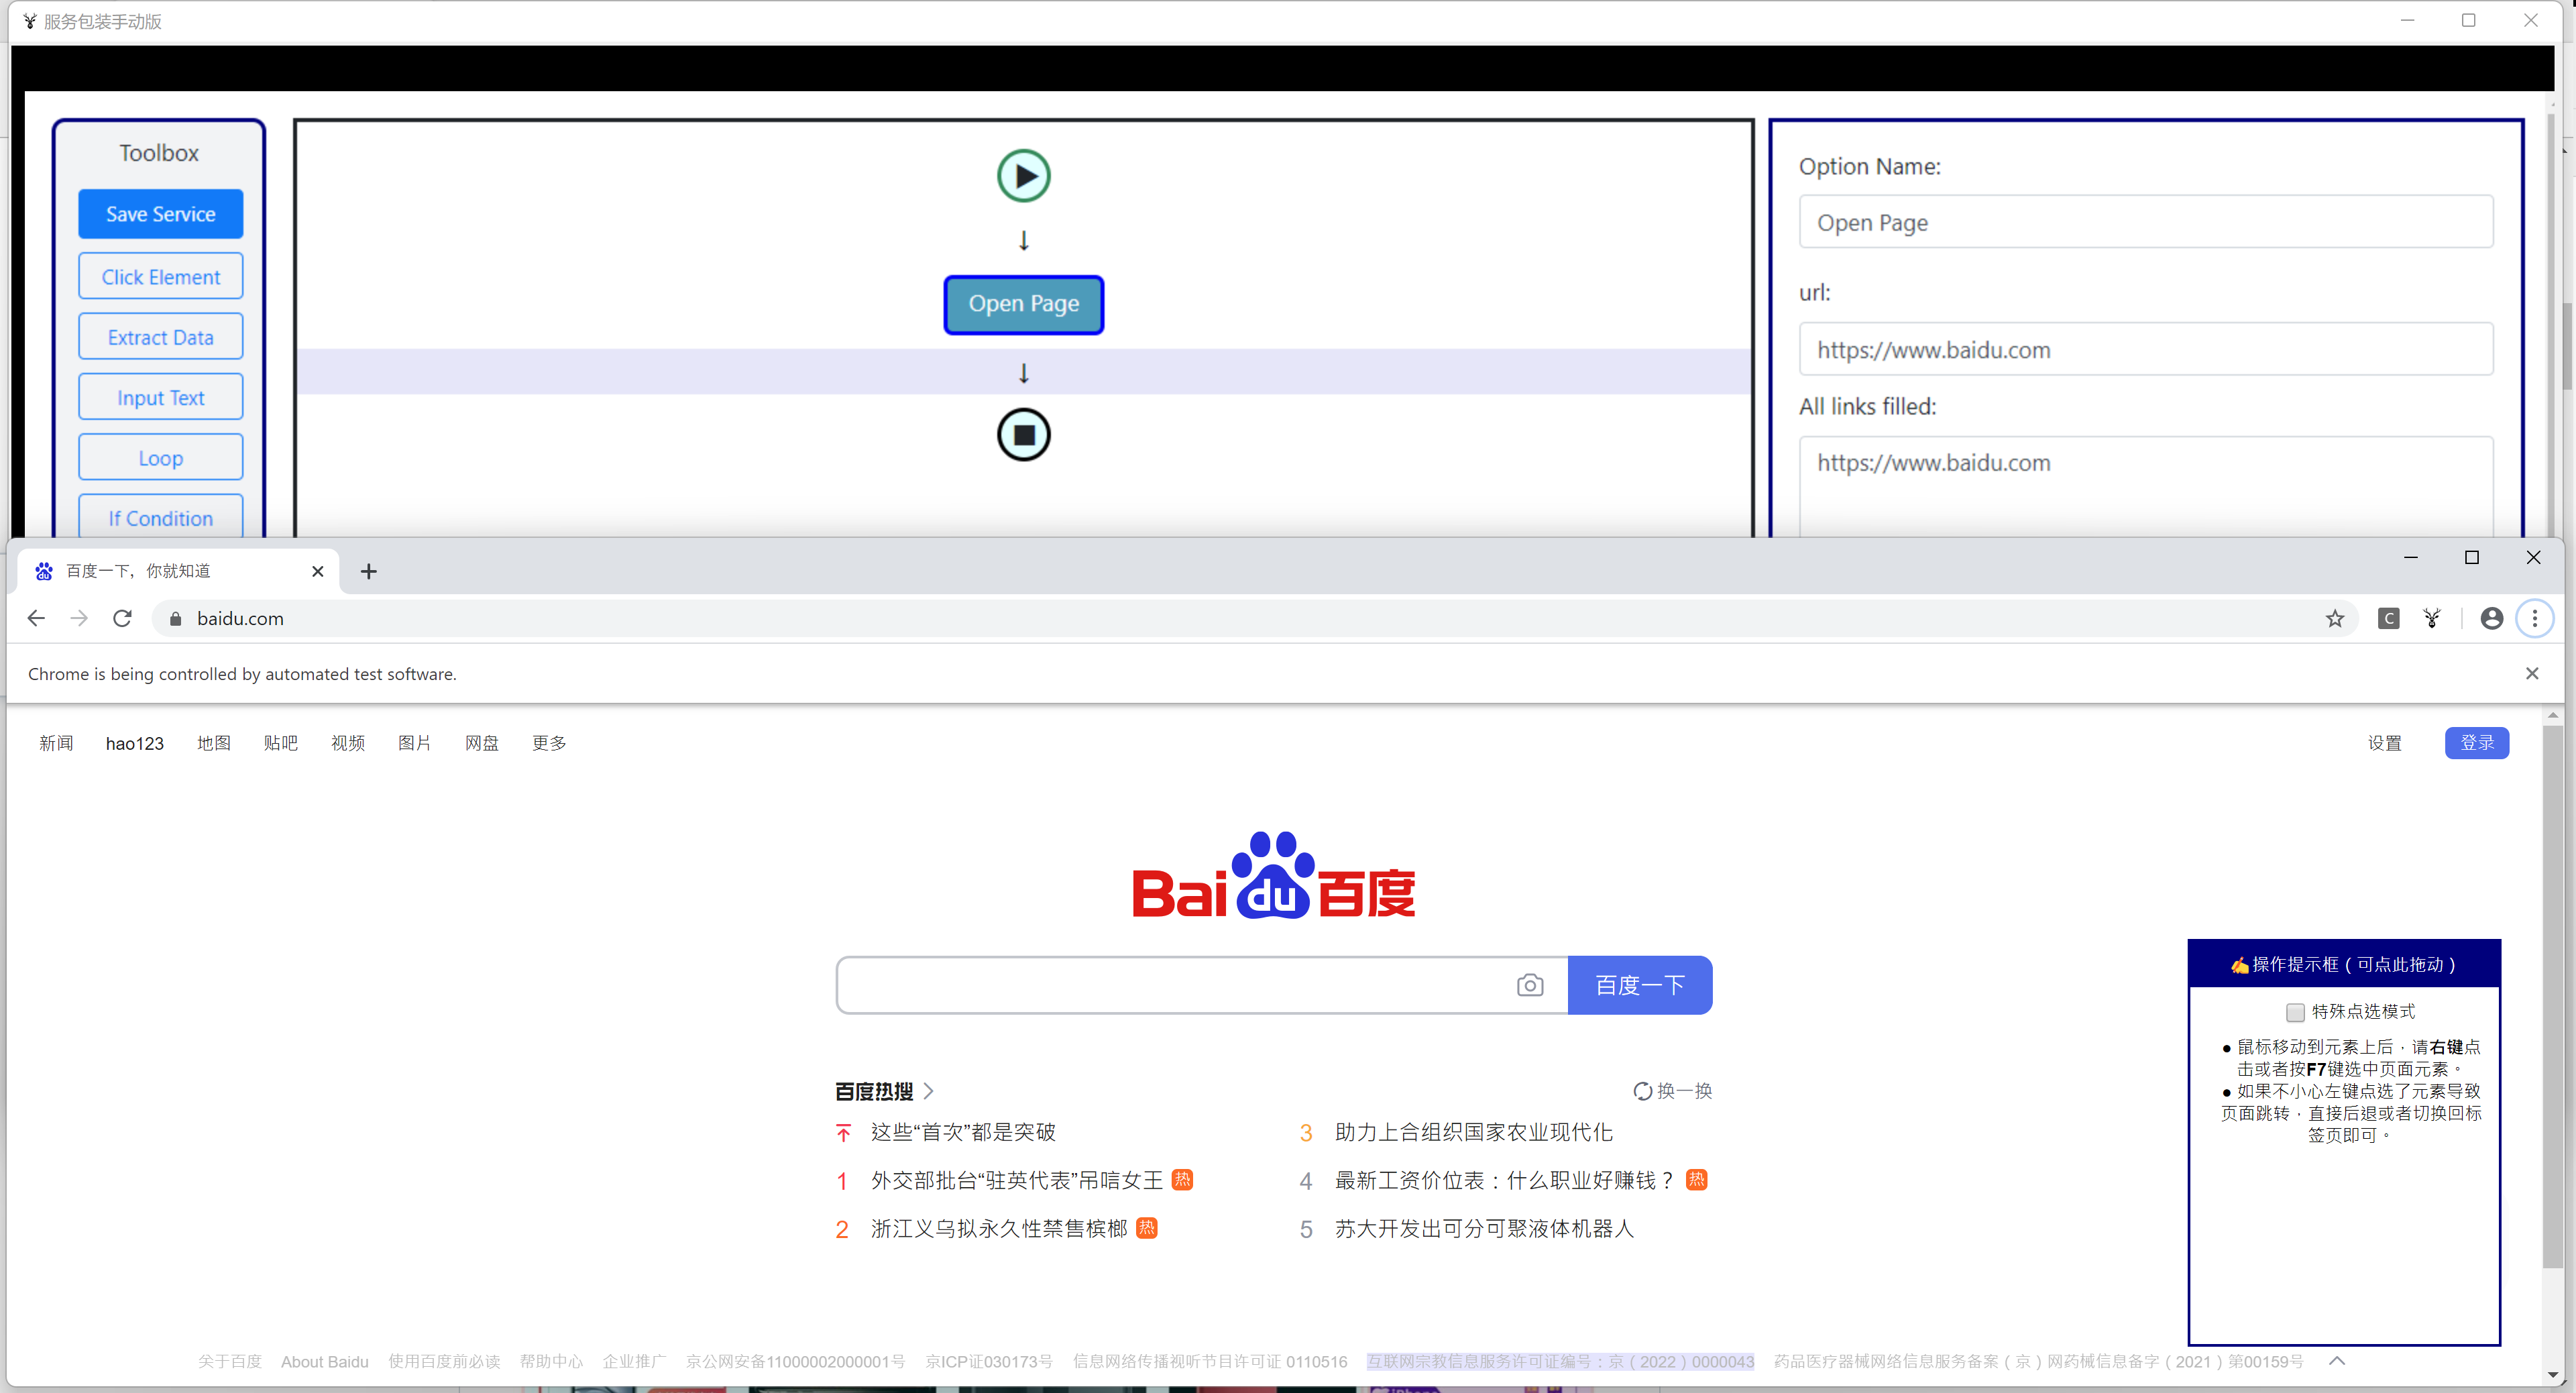 服务包装手动版
Toolbox
Save Service
Click Element
Extract Data
Input Text
Loop
If Condition
Open Page
Option Name:
Open Page
url:
https://www.baidu.com
All links filled:
https://www.baidu.com
百度一下，你就知道
baidu.com
C
Chrome is being controlled by automated test software.
新闻 hao123 地图 贴吧 视频 图片 网盘 更多
设置 登录
Bai du 百度
百度一下
百度热搜
换一换
这些“首次”都是突破
1 外交部批台“驻英代表”吊唁女王 热
2 浙江义乌拟永久性禁售槟榔 热
3 助力上合组织国家农业现代化
4 最新工资价位表：什么职业好赚钱？ 热
5 苏大开发出可分可聚液体机器人
✍操作提示框（可点此拖动）
特殊点选模式
● 鼠标移动到元素上后，请右键点
击或者按F7键选中页面元素。
● 如果不小心左键点选了元素导致
页面跳转，直接后退或者切换回标
签页即可。
关于百度 About Baidu 使用百度前必读 帮助中心 企业推广 京公网安备11000002000001号 京ICP证030173号 信息网络传播视听节目许可证 0110516 互联网宗教信息服务许可证编号：京（2022）0000043 药品医疗器械网络信息服务备案（京）网药械信息备字（2021）第00159号